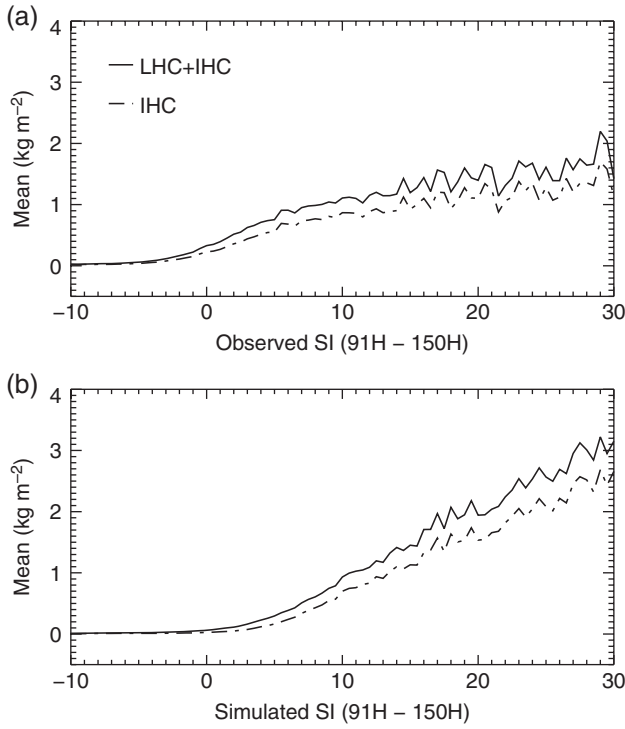 (a)
4
3
2
1
0
Mean (kg m⁻²)
LHC+IHC
IHC
−10 0 10 20 30
Observed SI (91H − 150H)
(b)
4
3
2
1
0
Mean (kg m⁻²)
−10 0 10 20 30
Simulated SI (91H − 150H)